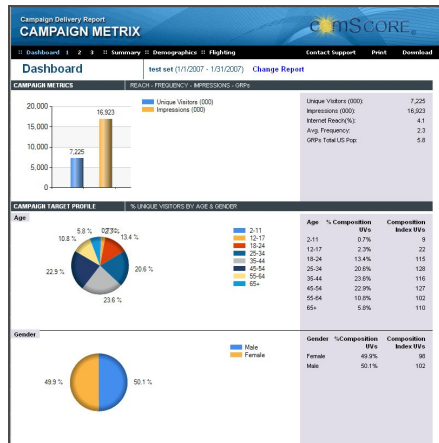 Campaign Delivery Report
CAMPAIGN METRIX
comSCORE.
:: Dashboard 1 2 3 :: Summary :: Demographics :: Flighting Contact Support Print Download
Dashboard
test set (1/1/2007 - 1/31/2007) Change Report
CAMPAIGN METRICS REACH - FREQUENCY - IMPRESSIONS - GRPs
20,000
15,000
10,000
5,000
0
7,225
16,923
Unique Visitors (000)
Impressions (000)
Unique Visitors (000): 7,225
Impressions (000): 16,923
Internet Reach(%): 4.1
Avg. Frequency: 2.3
GRPs Total US Pop: 5.8
CAMPAIGN TARGET PROFILE % UNIQUE VISITORS BY AGE & GENDER
Age
5.8 %
13.4 %
10.8 %
20.6 %
22.9 %
23.6 %
2-11
12-17
18-24
25-34
35-44
45-54
55-64
65+
Age % Composition UVs Composition Index UVs
2-11 0.7% 9
12-17 2.3% 22
18-24 13.4% 115
25-34 20.6% 128
35-44 23.6% 116
45-54 22.9% 127
55-64 10.8% 102
65+ 5.8% 110
Gender
49.9 %
50.1 %
Male
Female
Gender %Composition UVs Composition Index UVs
Female 49.9% 98
Male 50.1% 102